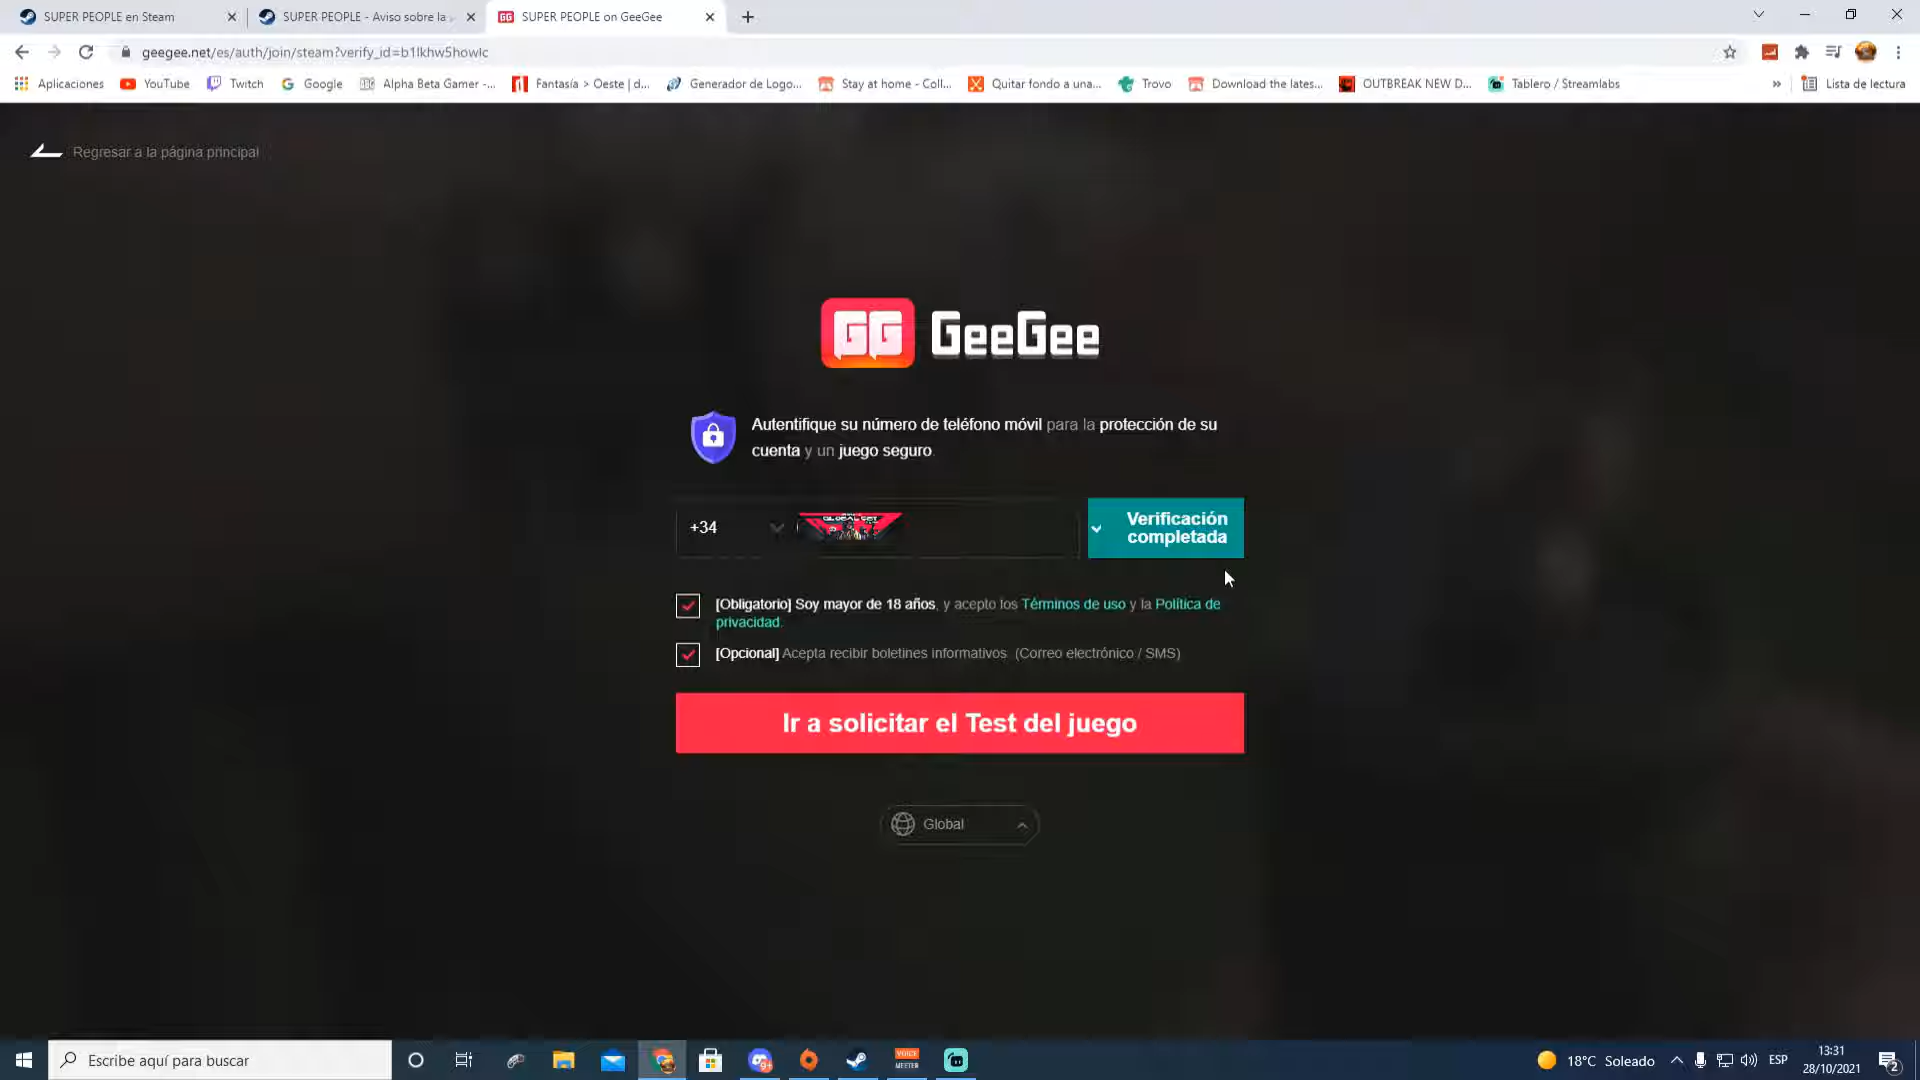 SUPER PEOPLE en Steam
SUPER PEOPLE - Aviso sobre la
SUPER PEOPLE on GeeGee
geegee.net/es/auth/join/steam?verify_id=b1lkhw5howlc
Aplicaciones
YouTube
Twitch
Google
Alpha Beta Gamer -...
Fantasía > Oeste | d...
Generador de Logo...
Stay at home - Coll...
Quitar fondo a una...
Trovo
Download the lates...
OUTBREAK NEW D...
Tablero / Streamlabs
»
Lista de lectura
Regresar a la página principal
GG GeeGee
Autentifique su número de teléfono móvil para la protección de su
cuenta y un juego seguro.
+34
Verificación
completada
[Obligatorio] Soy mayor de 18 años, y acepto los Términos de uso y la Política de
privacidad.
[Opcional] Acepta recibir boletines informativos (Correo electrónico / SMS)
Ir a solicitar el Test del juego
Global
Escribe aquí para buscar
VOICE
MEETER
18°C Soleado
ESP
13:31
28/10/2021
2